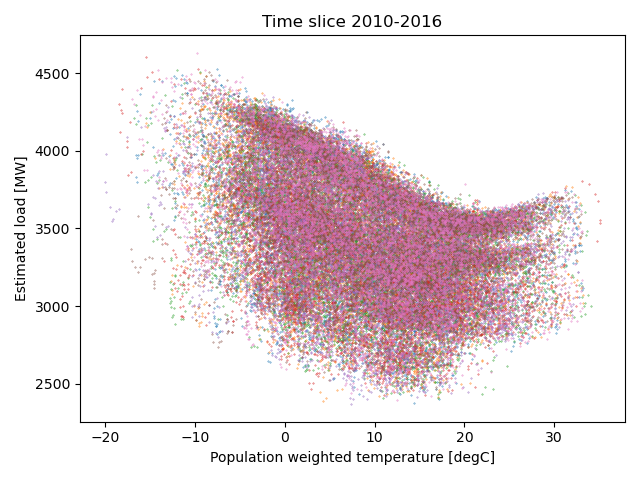 Time slice 2010-2016
Estimated load [MW]
4500
4000
3500
3000
2500
−20 −10 0 10 20 30
Population weighted temperature [degC]